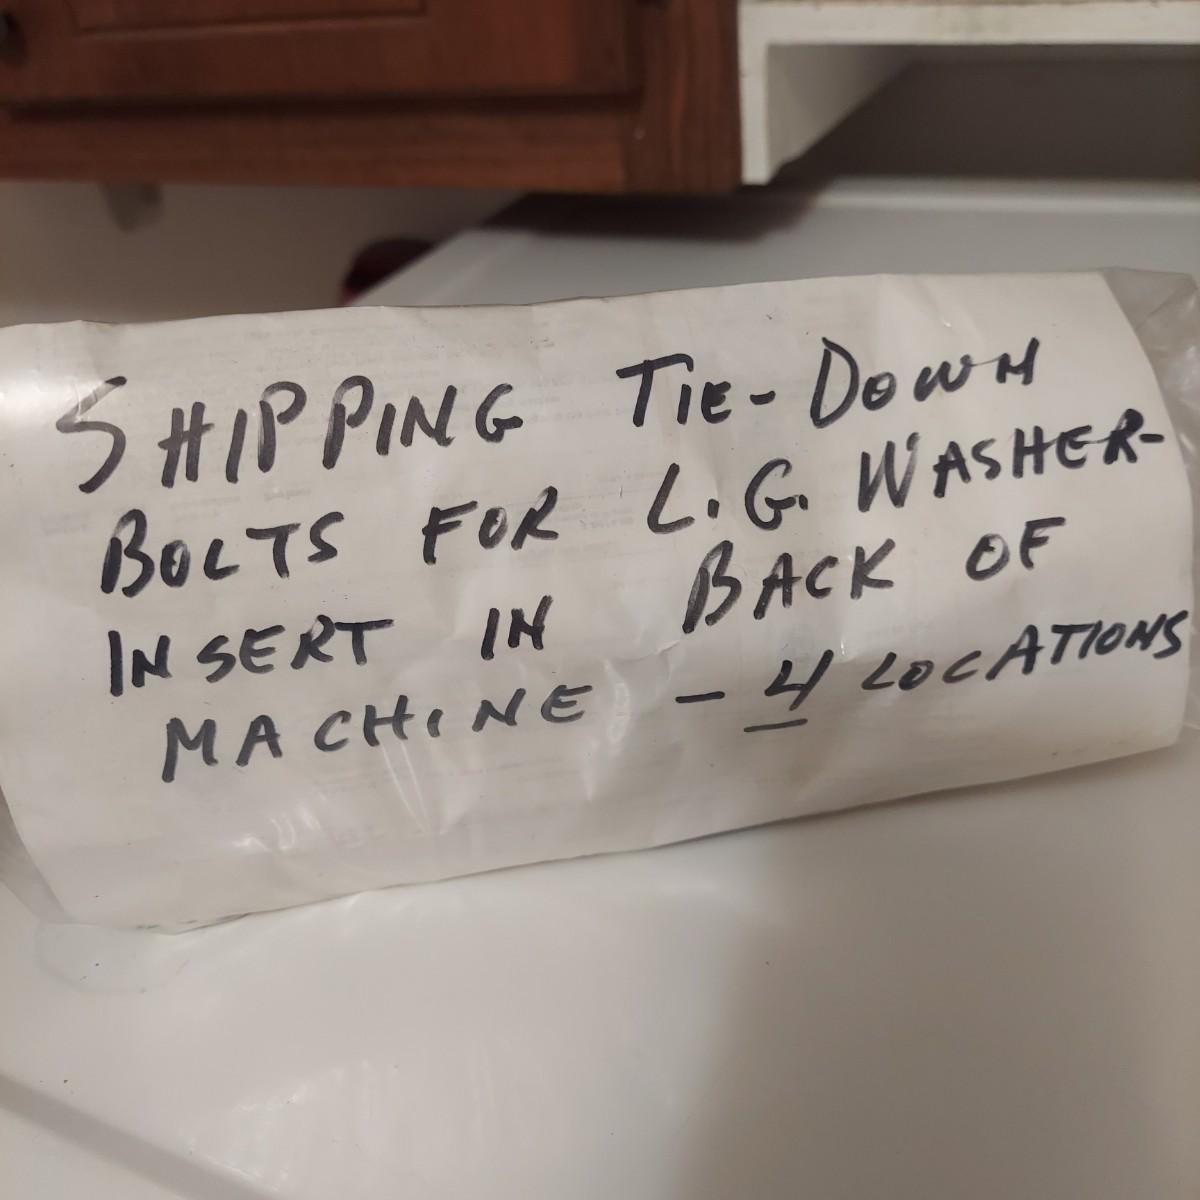 SHIPPING TIE-DOWN
BOLTS FOR L.G. WASHER-
INSERT IN BACK OF
MACHINE - 4 LOCATIONS